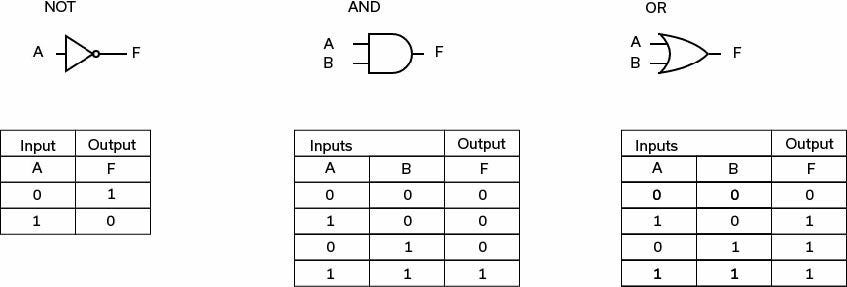 NOT AND OR
A F
A B F
A B F
Input Output
A F
0 1
1 0
Inputs Output
A B F
0 0 0
1 0 0
0 1 0
1 1 1
Inputs Output
A B F
0 0 0
1 0 1
0 1 1
1 1 1